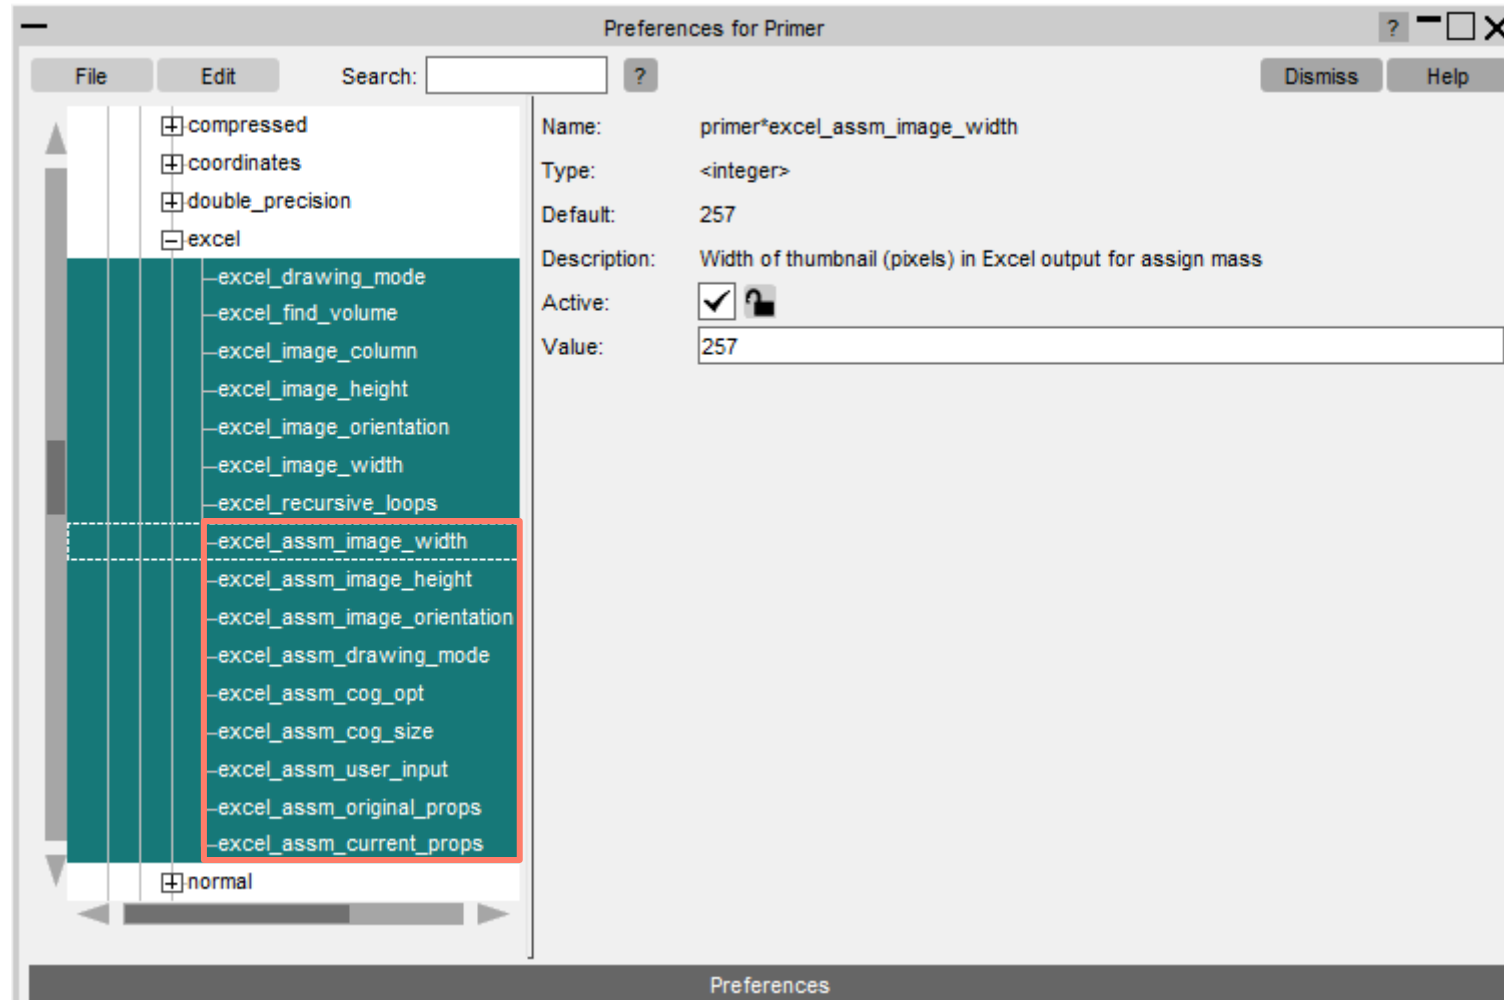 Preferences for Primer
?
File Edit Search: ? Dismiss Help
compressed
coordinates
double_precision
excel
excel_drawing_mode
excel_find_volume
excel_image_column
excel_image_height
excel_image_orientation
excel_image_width
excel_recursive_loops
excel_assm_image_width
excel_assm_image_height
excel_assm_image_orientation
excel_assm_drawing_mode
excel_assm_cog_opt
excel_assm_cog_size
excel_assm_user_input
excel_assm_original_props
excel_assm_current_props
normal
Name: primer*excel_assm_image_width
Type: <integer>
Default: 257
Description: Width of thumbnail (pixels) in Excel output for assign mass
Active:
Value: 257
Preferences